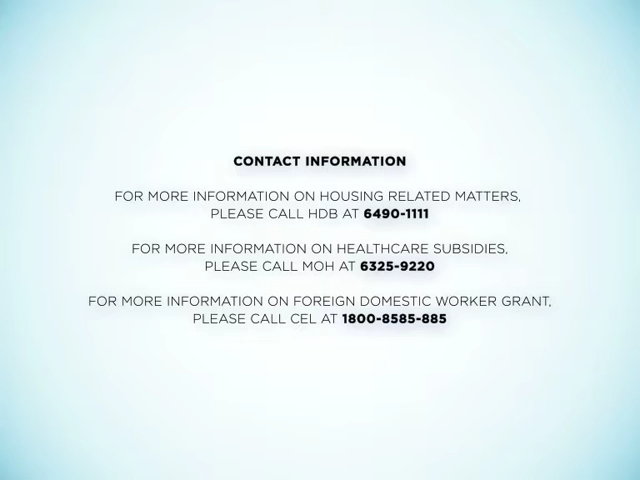 CONTACT INFORMATION
FOR MORE INFORMATION ON HOUSING RELATED MATTERS,
PLEASE CALL HDB AT 6490-1111
FOR MORE INFORMATION ON HEALTHCARE SUBSIDIES,
PLEASE CALL MOH AT 6325-9220
FOR MORE INFORMATION ON FOREIGN DOMESTIC WORKER GRANT,
PLEASE CALL CEL AT 1800-8585-885